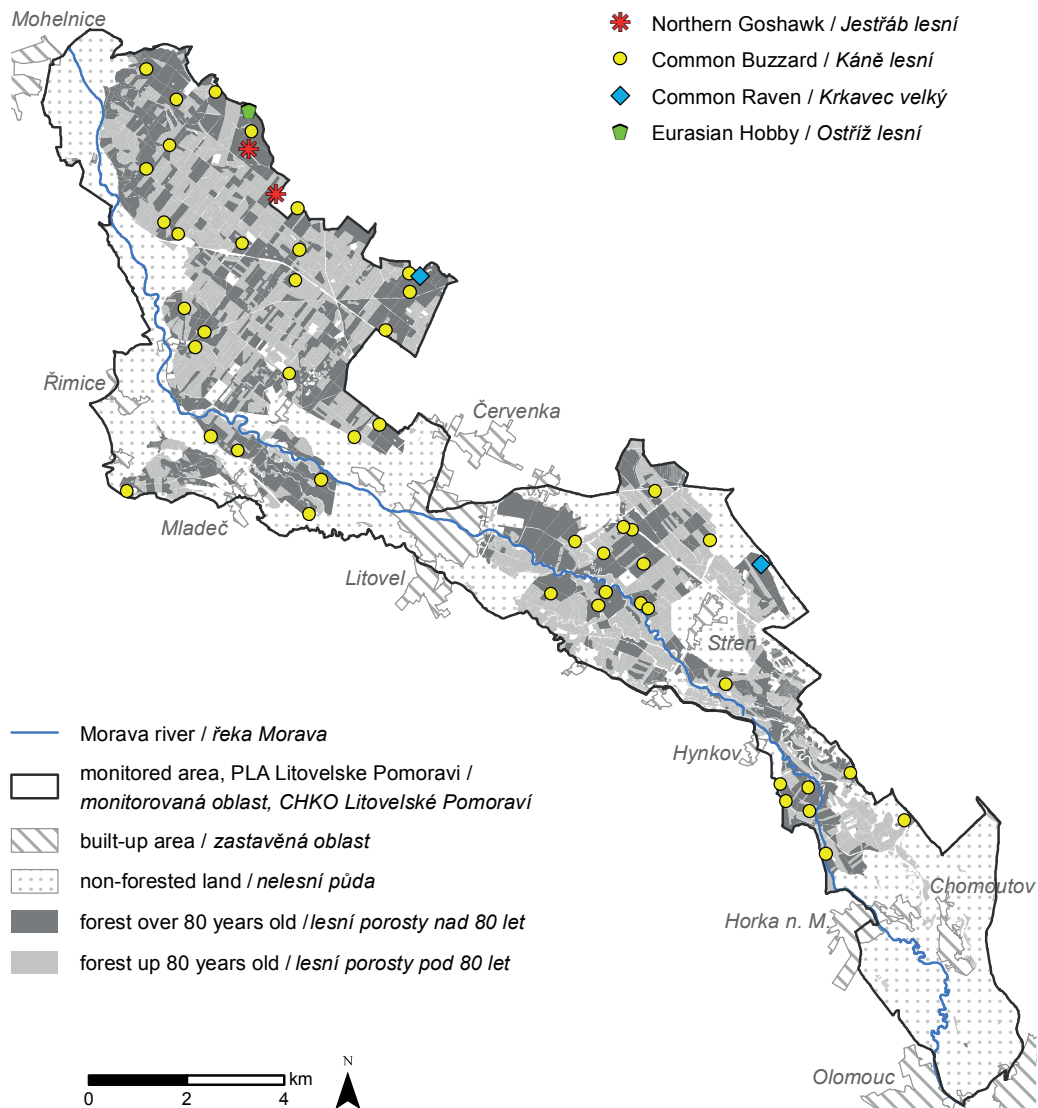 Mohelnice
Northern Goshawk / Jestřáb lesní
Common Buzzard / Káně lesní
Common Raven / Krkavec velký
Eurasian Hobby / Ostříž lesní
Římice
Červenka
Mladeč
Litovel
Střeň
Hynkov
Chomoutov
Horka n. M.
Olomouc
Morava river / řeka Morava
monitored area, PLA Litovelske Pomoravi /
monitorovaná oblast, CHKO Litovelské Pomoraví
built-up area / zastavěná oblast
non-forested land / nelesní půda
forest over 80 years old / lesní porosty nad 80 let
forest up 80 years old / lesní porosty pod 80 let
km
0 2 4
N